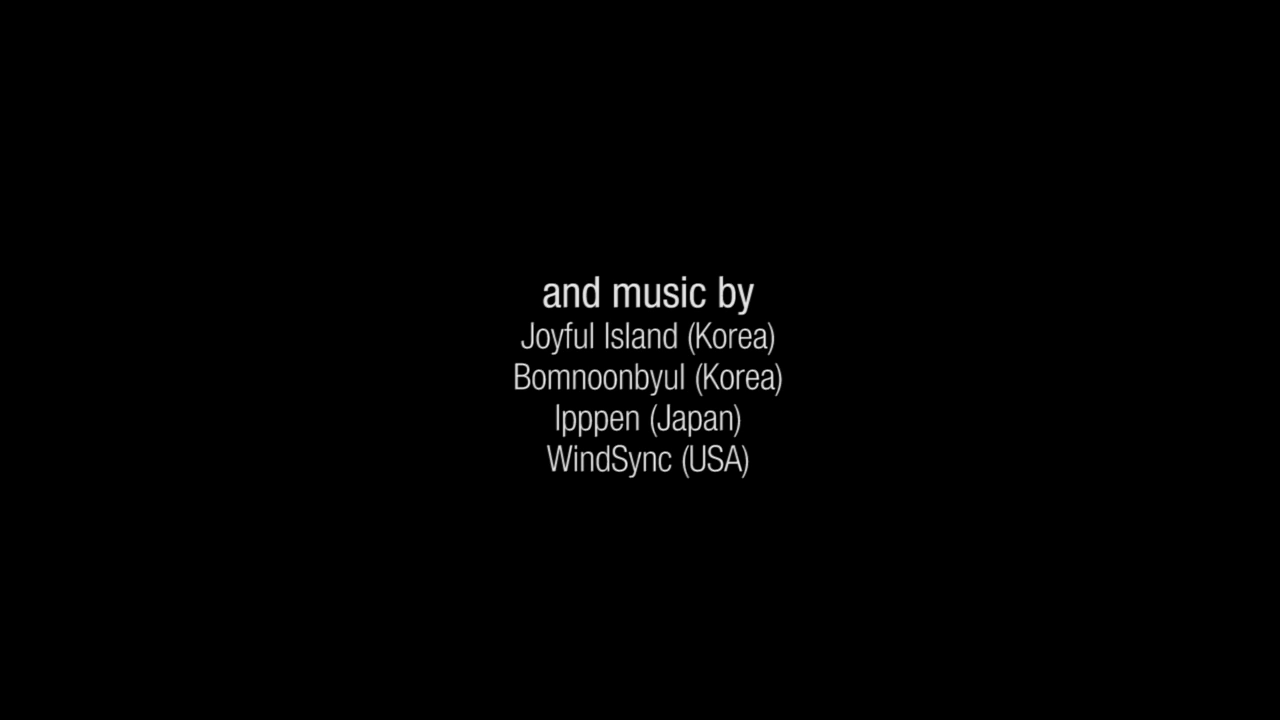 and music by
Joyful Island (Korea)
Bomnoonbyul (Korea)
Ipppen (Japan)
WindSync (USA)